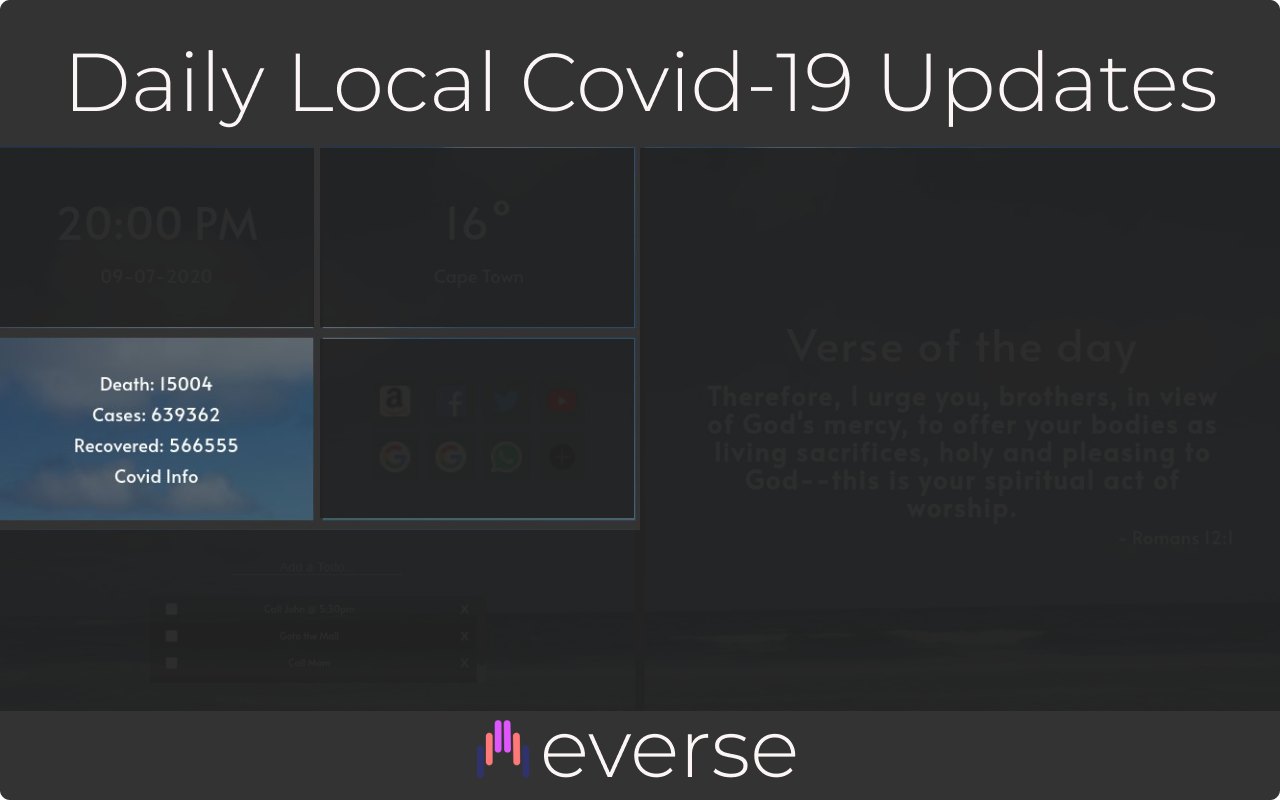 Daily Local Covid-19 Updates
20:00 PM
09-07-2020
16°
Cape Town
Death: 15004
Cases: 639362
Recovered: 566555
Covid Info
Verse of the day
Therefore, I urge you, brothers, in view
of God's mercy, to offer your bodies as
living sacrifices, holy and pleasing to
God--this is your spiritual act of
worship.
- Romans 12:1
Add a Todo...
Call John @ 5:30pm
X
Goto the Mall
X
Call Mom
X
everse